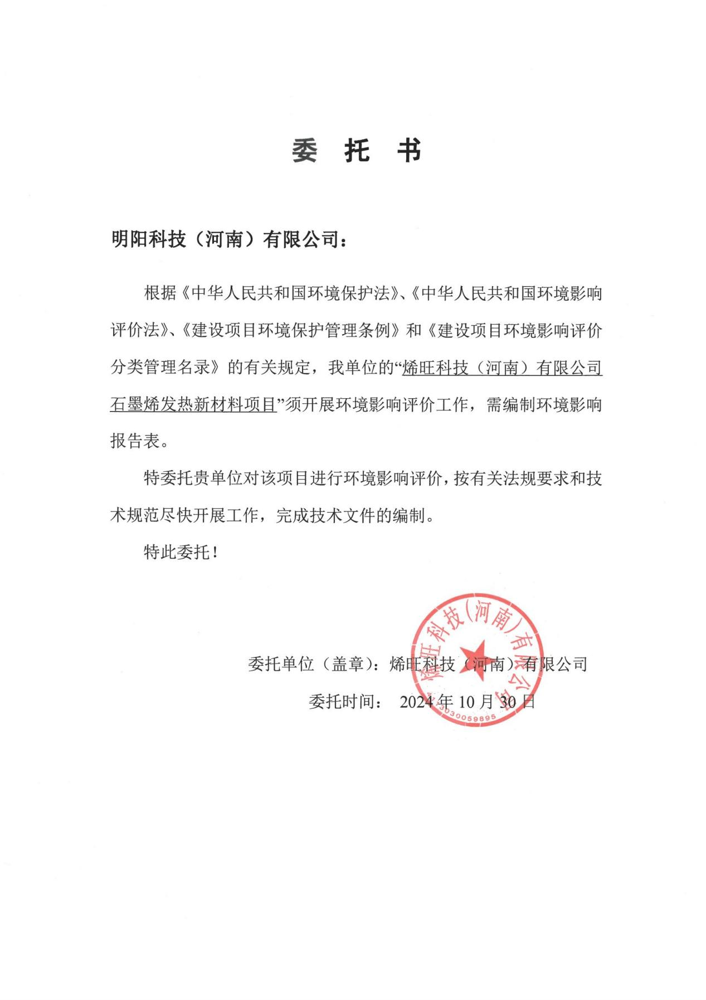 委 托 书
明阳科技（河南）有限公司：
根据《中华人民共和国环境保护法》、《中华人民共和国环境影响
评价法》、《建设项目环境保护管理条例》和《建设项目环境影响评价
分类管理名录》的有关规定，我单位的“烯旺科技（河南）有限公司
石墨烯发热新材料项目”须开展环境影响评价工作，需编制环境影响
报告表。
特委托贵单位对该项目进行环境影响评价，按有关法规要求和技
术规范尽快开展工作，完成技术文件的编制。
特此委托！
委托单位（盖章）：烯旺科技（河南）有限公司
委托时间： 2024 年 10 月 30 日
烯旺科技(河南)有限公司
4113030059895